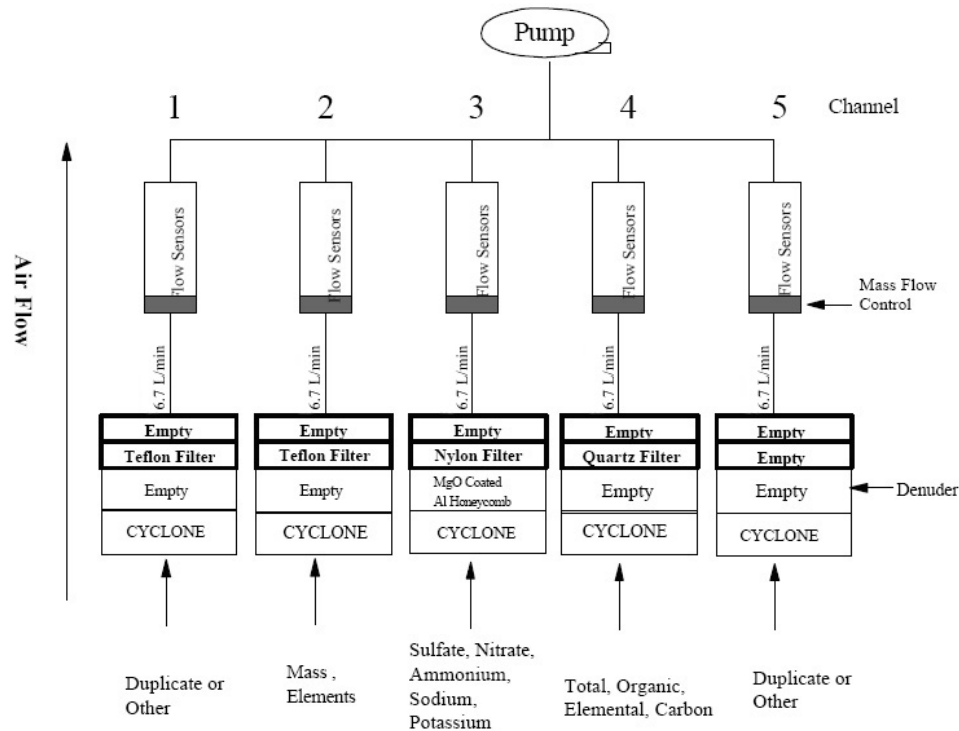 Pump
1 2 3 4 5 Channel
Flow Sensors Flow Sensors Flow Sensors Flow Sensors Flow Sensors
Air Flow
Mass Flow
Control
6.7 L/min 6.7 L/min 6.7 L/min 6.7 L/min 6.7 L/min
Empty Empty Empty Empty Empty
Teflon Filter Teflon Filter Nylon Filter Quartz Filter Empty
Empty Empty MgO Coated Empty Empty Denuder
Al Honeycomb
CYCLONE CYCLONE CYCLONE CYCLONE CYCLONE
Duplicate or
Other
Mass ,
Elements
Sulfate, Nitrate,
Ammonium,
Sodium,
Potassium
Total, Organic,
Elemental, Carbon
Duplicate or
Other